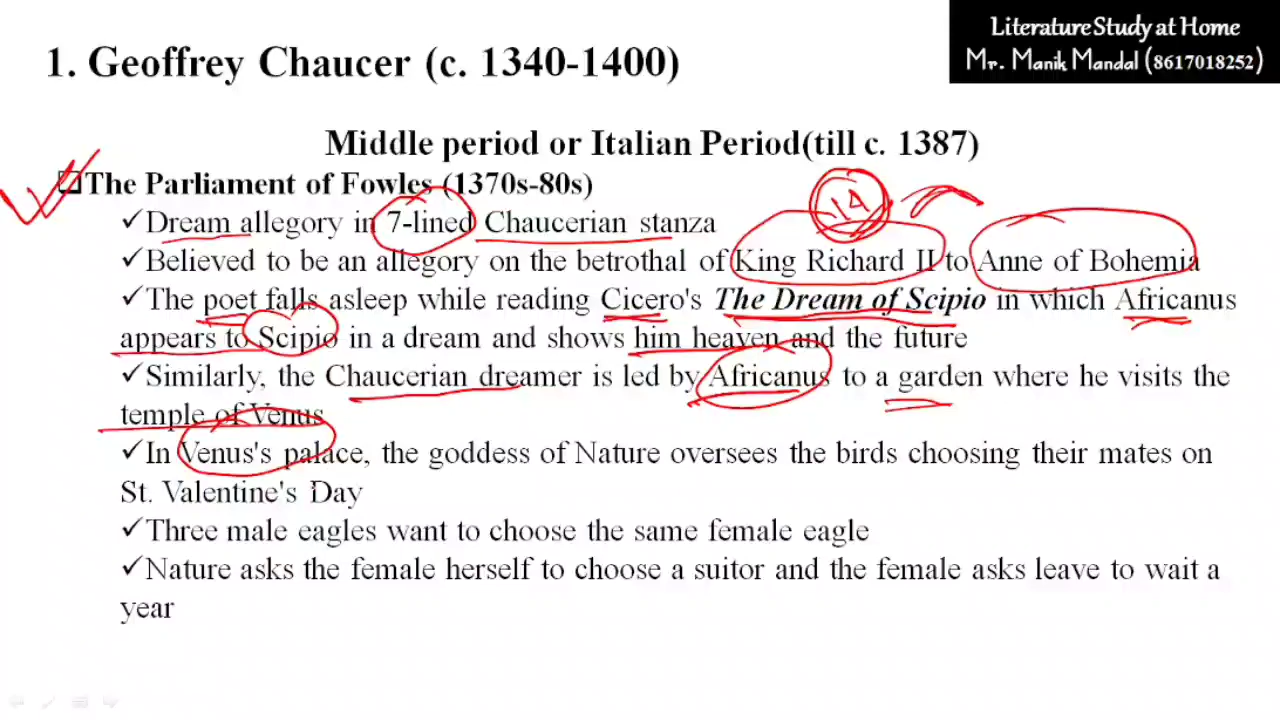 Literature Study at Home
Mr. Manik Mandal (8617018252)
1. Geoffrey Chaucer (c. 1340-1400)
Middle period or Italian Period(till c. 1387)
The Parliament of Fowles (1370s-80s)
14
✓Dream allegory in 7-lined Chaucerian stanza
✓Believed to be an allegory on the betrothal of King Richard II to Anne of Bohemia
✓The poet falls asleep while reading Cicero's The Dream of Scipio in which Africanus
appears to Scipio in a dream and shows him heaven and the future
✓Similarly, the Chaucerian dreamer is led by Africanus to a garden where he visits the
temple of Venus
✓In Venus's palace, the goddess of Nature oversees the birds choosing their mates on
St. Valentine's Day
✓Three male eagles want to choose the same female eagle
✓Nature asks the female herself to choose a suitor and the female asks leave to wait a
year